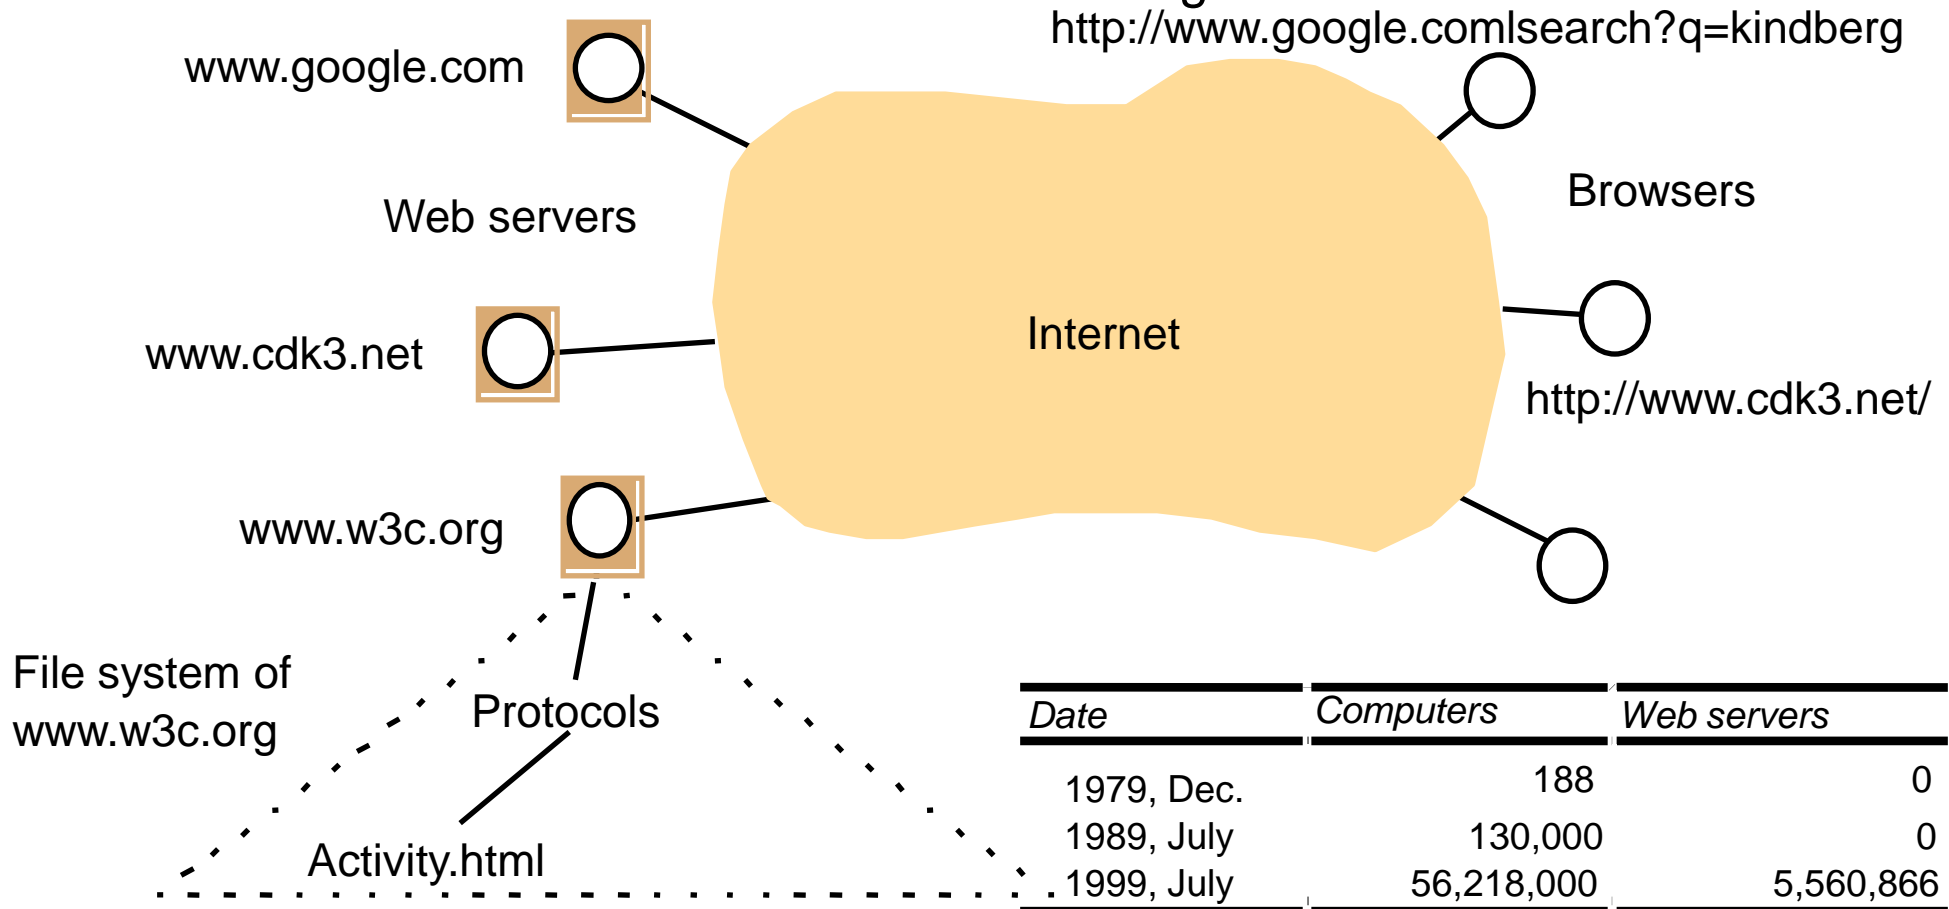 http://www.google.comlsearch?q=kindberg
www.google.com
Browsers
Web servers
Internet
www.cdk3.net
http://www.cdk3.net/
www.w3c.org
File system of
www.w3c.org
Protocols
Activity.html
Date Computers Web servers
1979, Dec. 188 0
1989, July 130,000 0
1999, July 56,218,000 5,560,866